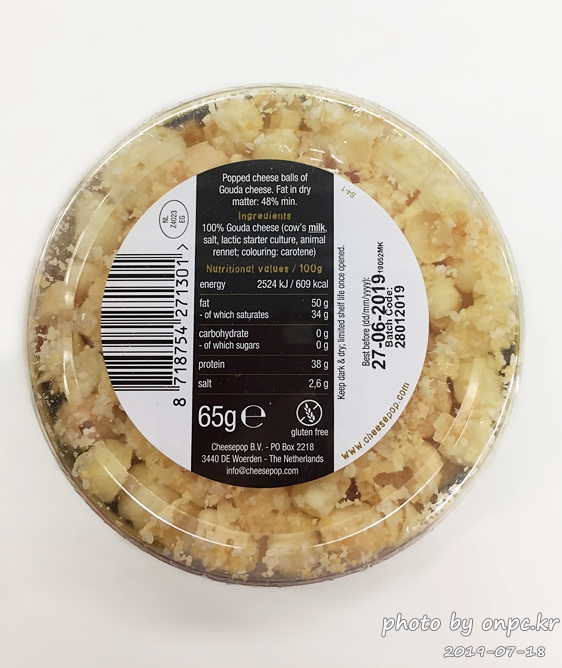 Popped cheese balls of
Gouda cheese. Fat in dry
matter: 48% min.
Ingredients
100% Gouda cheese (cow's milk,
salt, lactic starter culture, animal
rennet; colouring: carotene)
Nutritional values / 100g
energy 2524 kJ / 609 kcal
fat 50 g
- of which saturates 34 g
carbohydrate 0 g
- of which sugars 0 g
protein 38 g
salt 2,6 g
65g e
gluten free
Cheesepop B.V. - PO Box 2218
3440 DE Woerden - The Netherlands
info@cheesepop.com
NL
Z4023
EG
8 718754 271301 >
S4-1
Keep dark & dry; limited shelf life once opened.
Best before (dd/mm/yyyy):
27-06-2019 19052MK
Batch Code:
28012019
www.cheesepop.com
photo by onpc.kr
2019-07-18